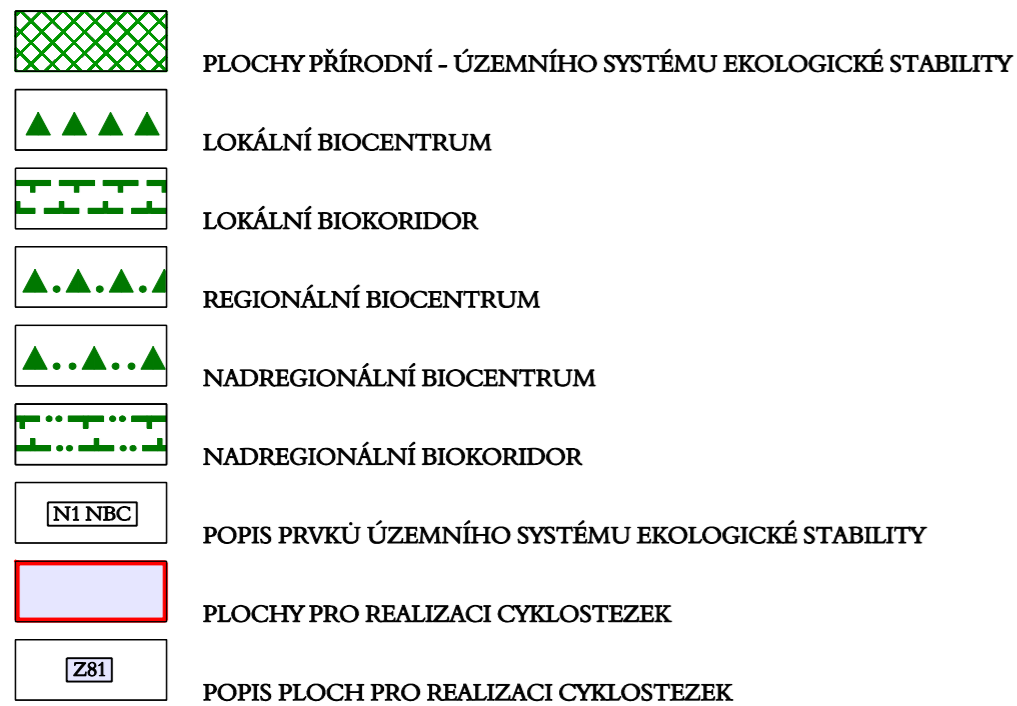 PLOCHY PŘÍRODNÍ - ÚZEMNÍHO SYSTÉMU EKOLOGICKÉ STABILITY
LOKÁLNÍ BIOCENTRUM
LOKÁLNÍ BIOKORIDOR
REGIONÁLNÍ BIOCENTRUM
NADREGIONÁLNÍ BIOCENTRUM
NADREGIONÁLNÍ BIOKORIDOR
N1 NBC
POPIS PRVKŮ ÚZEMNÍHO SYSTÉMU EKOLOGICKÉ STABILITY
PLOCHY PRO REALIZACI CYKLOSTEZEK
Z81
POPIS PLOCH PRO REALIZACI CYKLOSTEZEK